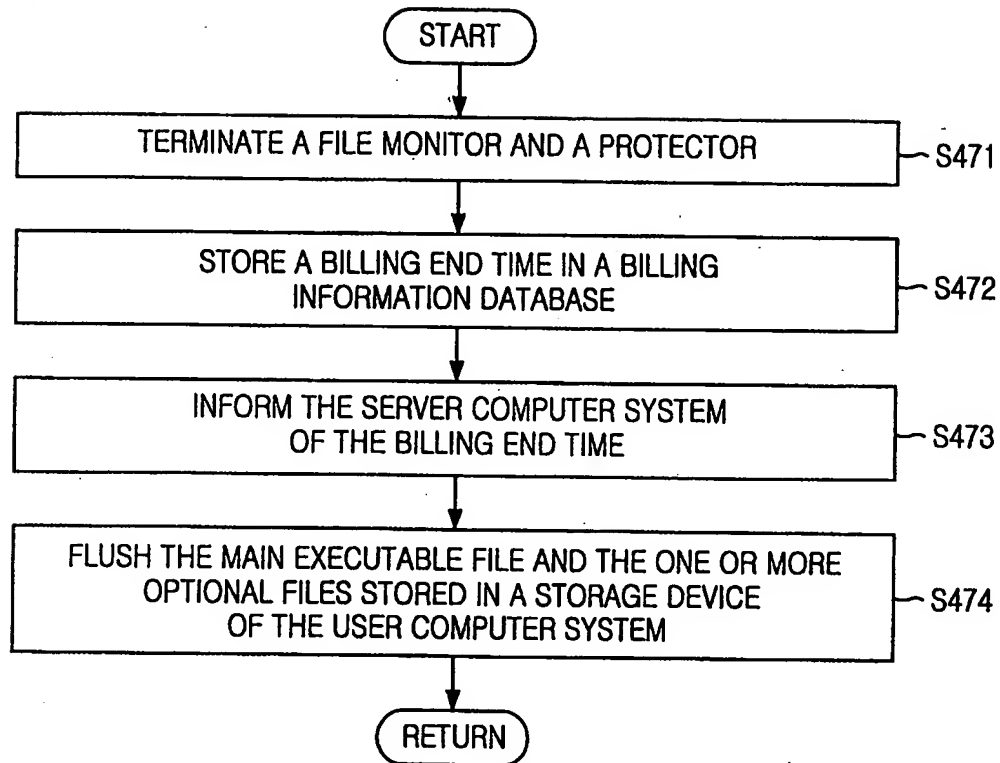 START
TERMINATE A FILE MONITOR AND A PROTECTOR
S471
STORE A BILLING END TIME IN A BILLING
INFORMATION DATABASE
S472
INFORM THE SERVER COMPUTER SYSTEM
OF THE BILLING END TIME
S473
FLUSH THE MAIN EXECUTABLE FILE AND THE ONE OR MORE
OPTIONAL FILES STORED IN A STORAGE DEVICE
OF THE USER COMPUTER SYSTEM
S474
RETURN